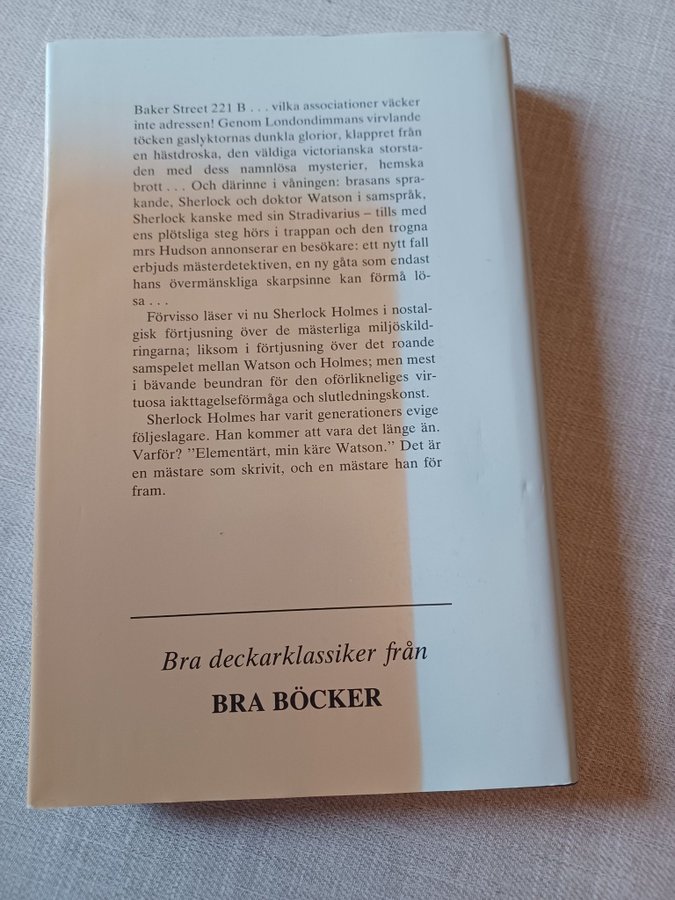 Baker Street 221 B . . . vilka associationer väcker
inte adressen! Genom Londondimmans virvlande
töcken gaslyktornas dunkla glorior, klappret från
en hästdroska, den väldiga victorianska storsta-
den med dess namnlösa mysterier, hemska
brott . . . Och därinne i våningen: brasans spra-
kande, Sherlock och doktor Watson i samspråk,
Sherlock kanske med sin Stradivarius – tills med
ens plötsliga steg hörs i trappan och den trogna
mrs Hudson annonserar en besökare: ett nytt fall
erbjuds mästerdetektiven, en ny gåta som endast
hans övermänskliga skarpsinne kan förmå lö-
sa . . .
Förvisso läser vi nu Sherlock Holmes i nostal-
gisk förtjusning över de mästerliga miljöskild-
ringarna; liksom i förtjusning över det roande
samspelet mellan Watson och Holmes; men mest
i bävande beundran för den oförlikneliges vir-
tuosa iakttagelseförmåga och slutledningskonst.
Sherlock Holmes har varit generationers evige
följeslagare. Han kommer att vara det länge än.
Varför? ”Elementärt, min käre Watson.” Det är
en mästare som skrivit, och en mästare han för
fram.
Bra deckarklassiker från
BRA BÖCKER